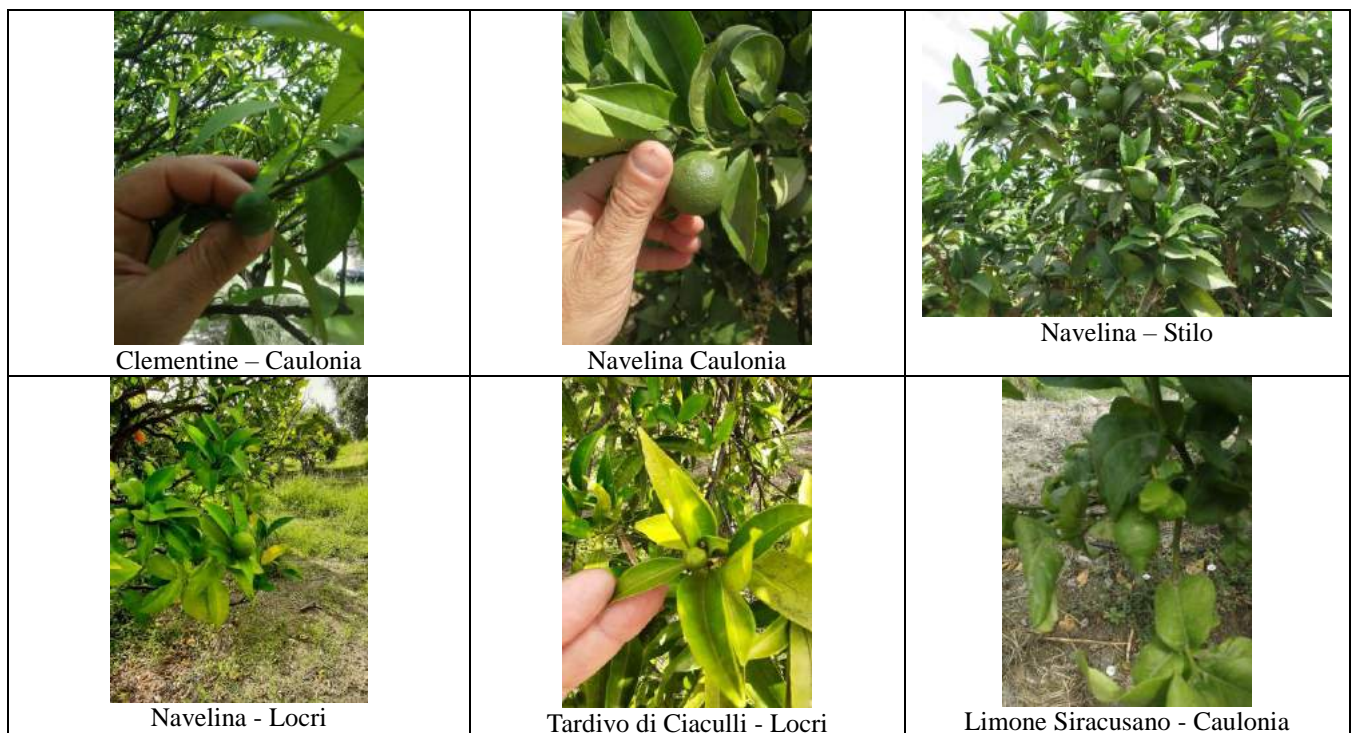 Clementine – Caulonia
Navelina Caulonia
Navelina – Stilo
Navelina - Locri
Tardivo di Ciaculli - Locri
Limone Siracusano - Caulonia